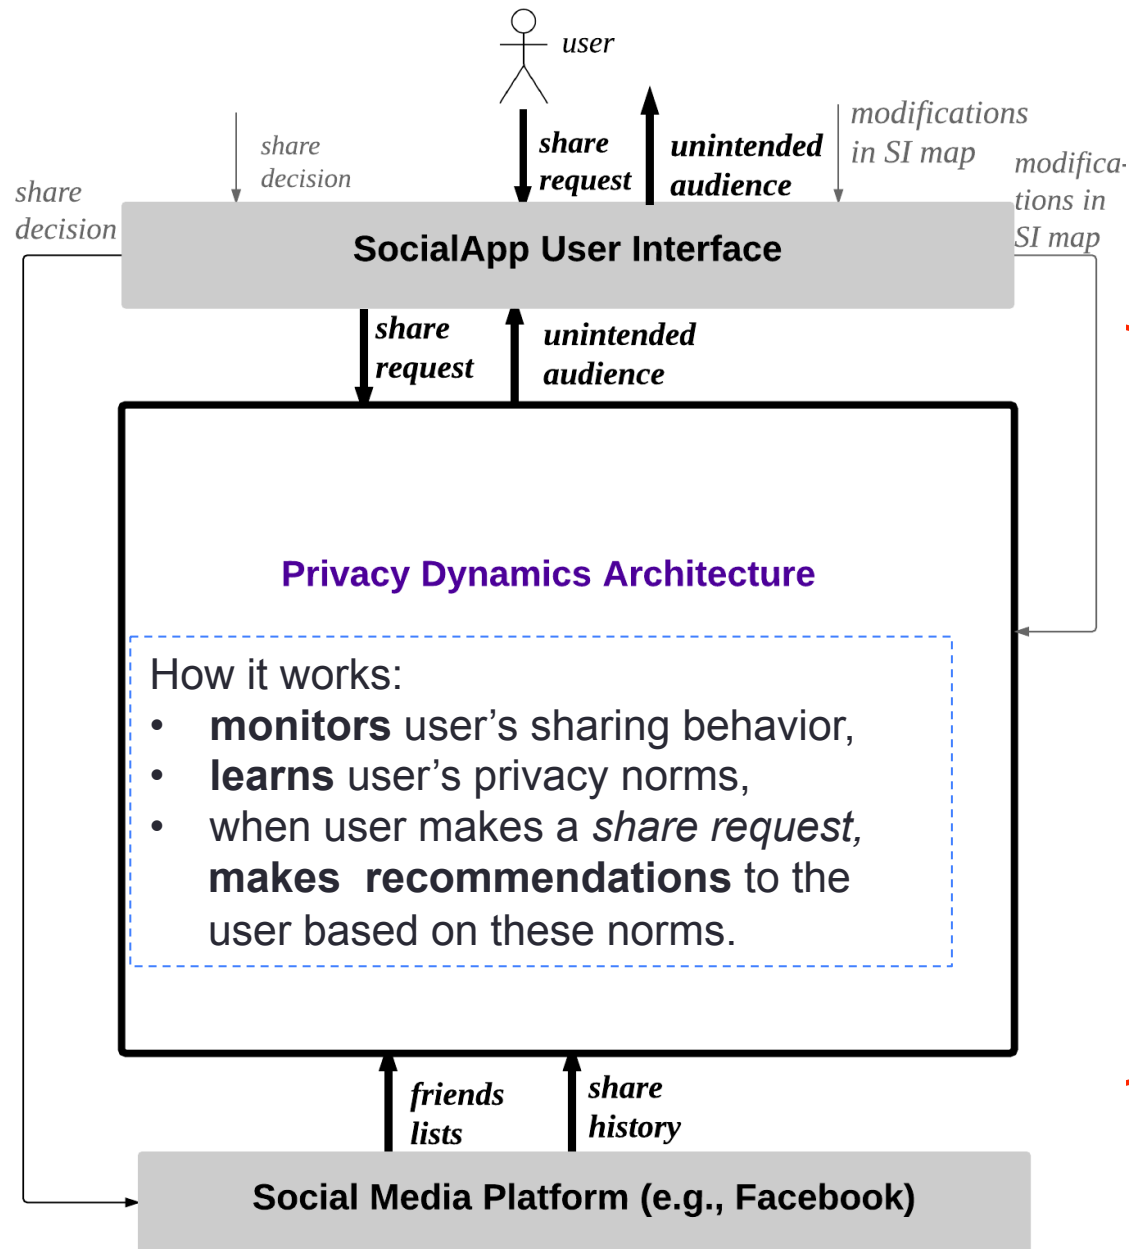 user
share
decision
share
request
unintended
audience
modifications
in SI map
share
decision
modifica-
tions in
SI map
SocialApp User Interface
share
request
unintended
audience
Privacy Dynamics Architecture
How it works:
• monitors user’s sharing behavior,
• learns user’s privacy norms,
• when user makes a share request,
makes recommendations to the
user based on these norms.
friends
lists
share
history
Social Media Platform (e.g., Facebook)